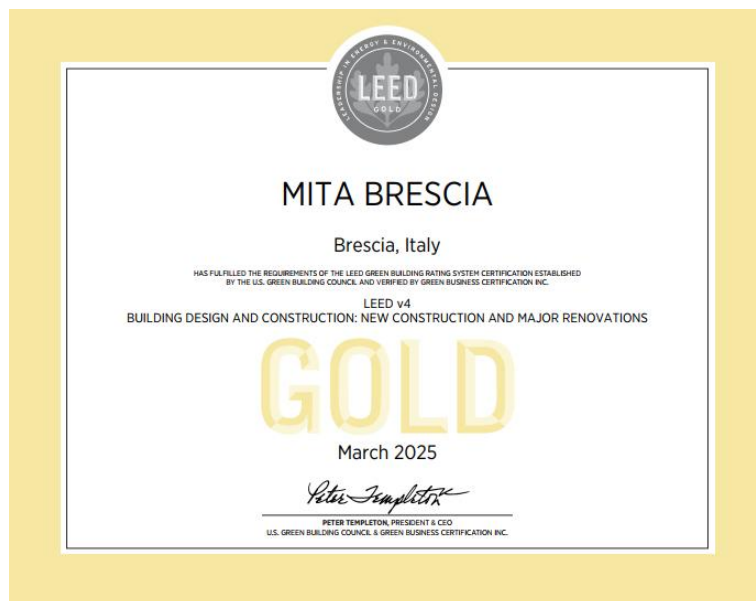 LEADERSHIP IN ENERGY & ENVIRONMENTAL DESIGN
LEED
GOLD
MITA BRESCIA
Brescia, Italy
HAS FULFILLED THE REQUIREMENTS OF THE LEED GREEN BUILDING RATING SYSTEM CERTIFICATION ESTABLISHED
BY THE U.S. GREEN BUILDING COUNCIL AND VERIFIED BY GREEN BUSINESS CERTIFICATION INC.
LEED v4
BUILDING DESIGN AND CONSTRUCTION: NEW CONSTRUCTION AND MAJOR RENOVATIONS
GOLD
March 2025
Peter Templeton
PETER TEMPLETON, PRESIDENT & CEO
U.S. GREEN BUILDING COUNCIL & GREEN BUSINESS CERTIFICATION INC.